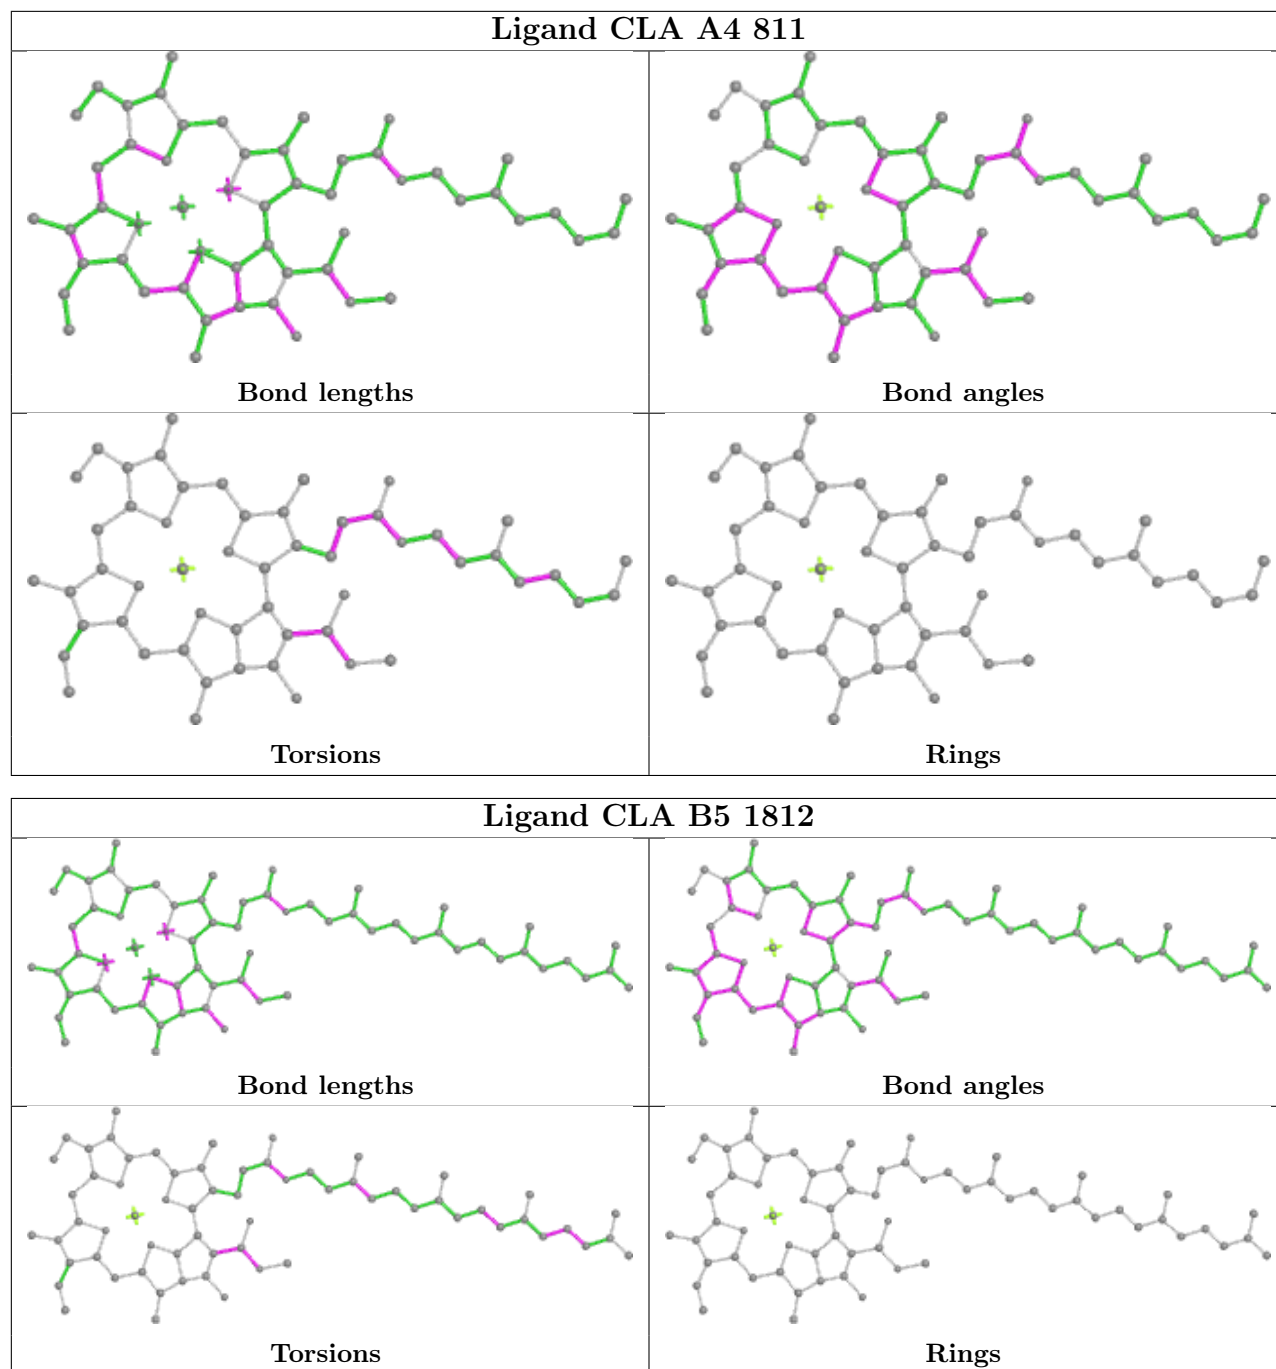 Ligand CLA A4 811
Bond lengths
Bond angles
Torsions
Rings
Ligand CLA B5 1812
Bond lengths
Bond angles
Torsions
Rings